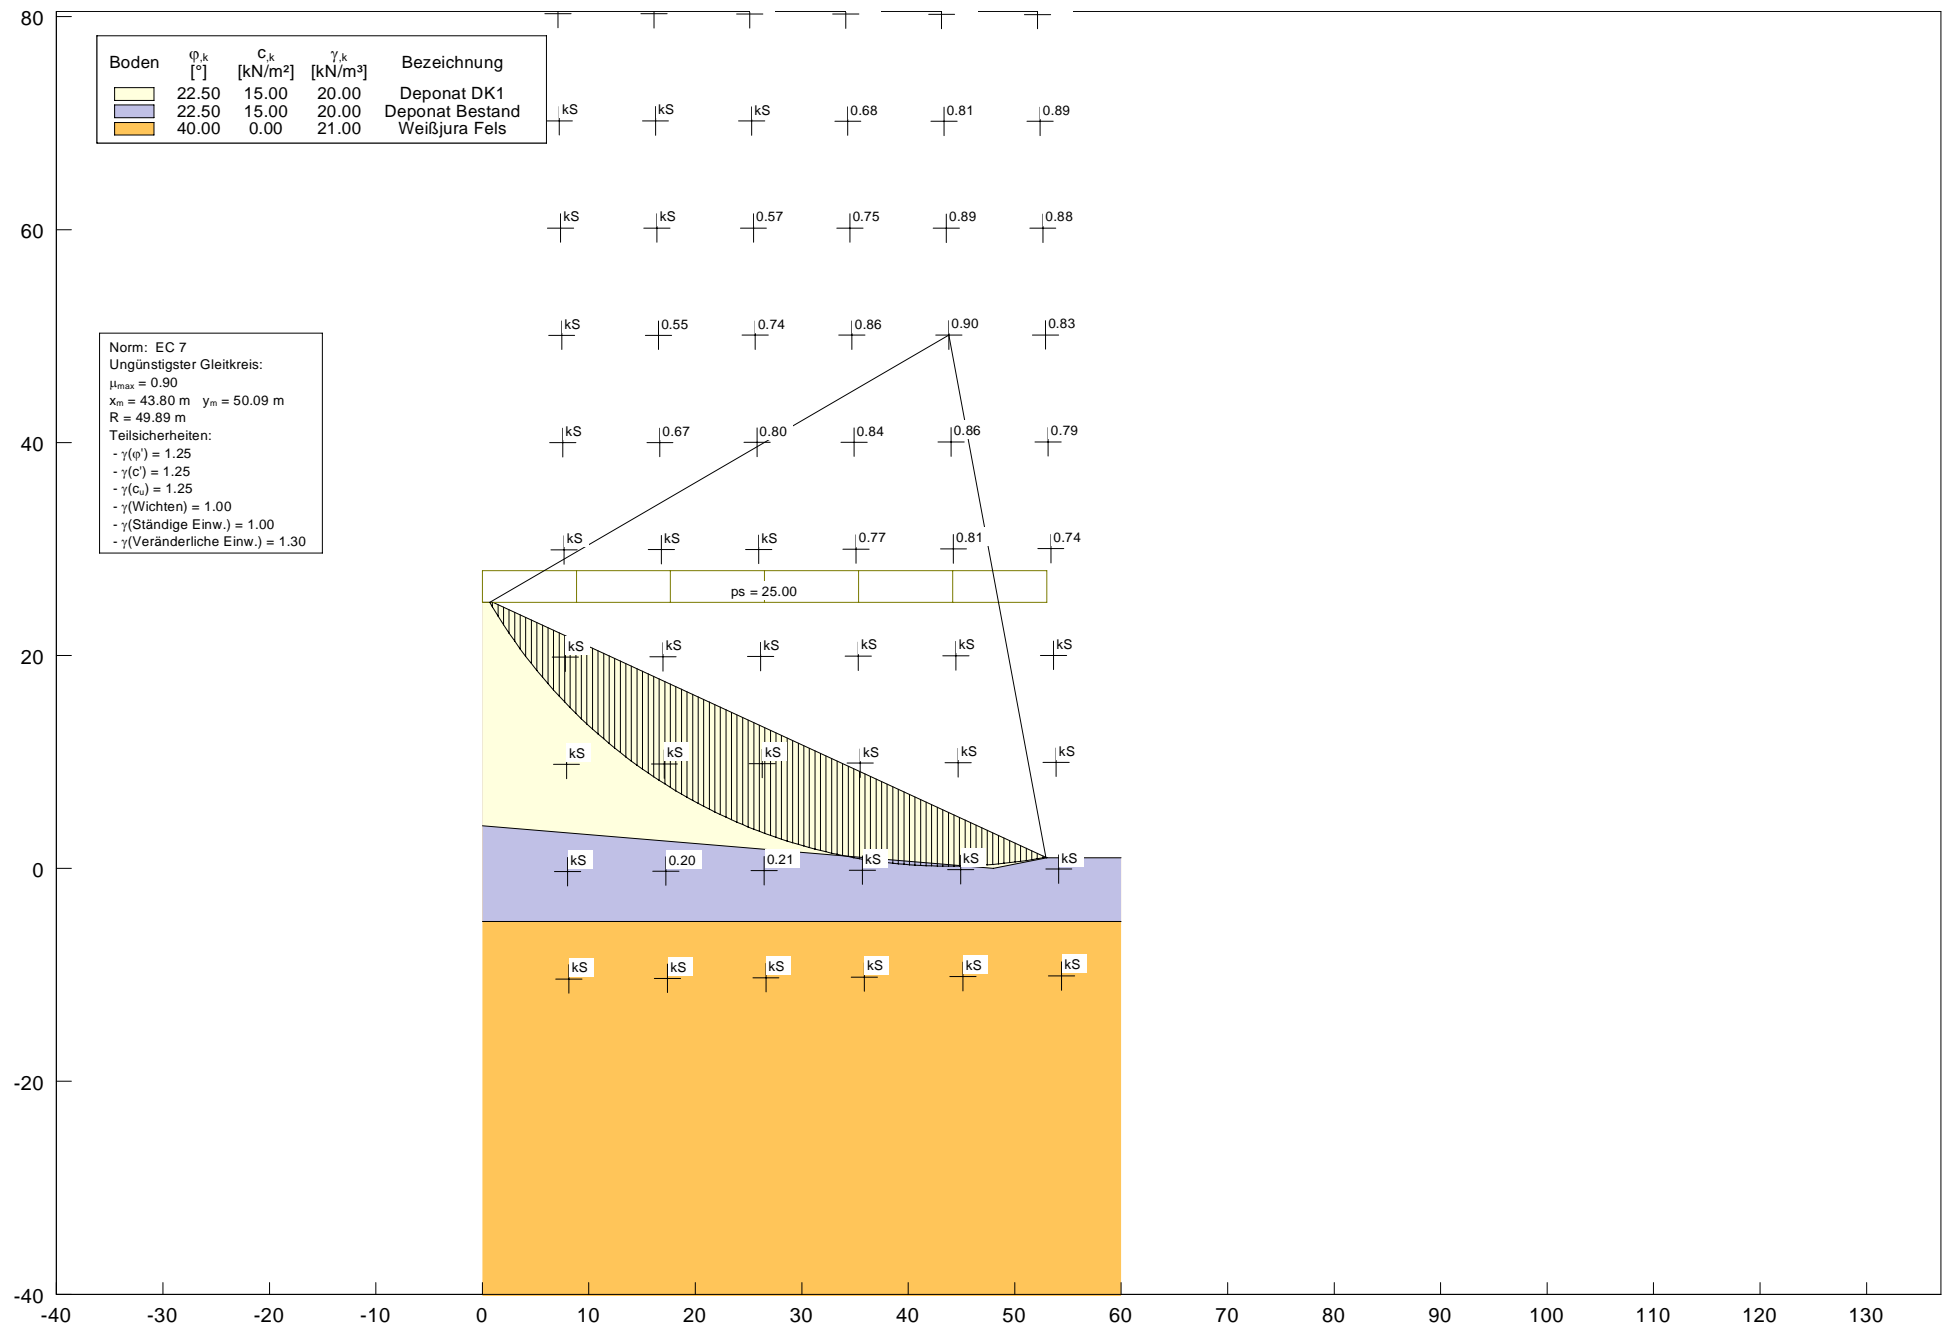 80
Boden φ,k [°] c,k [kN/m²] γ,k [kN/m³] Bezeichnung
22.50 15.00 20.00 Deponat DK1
22.50 15.00 20.00 Deponat Bestand
40.00 0.00 21.00 Weißjura Fels
kS kS kS 0.68 0.81 0.89
60
kS kS 0.57 0.75 0.89 0.88
kS 0.55 0.74 0.86 0.90 0.83
Norm: EC 7
Ungünstigster Gleitkreis:
μmax = 0.90
xm = 43.80 m ym = 50.09 m
R = 49.89 m
Teilsicherheiten:
- γ(φ') = 1.25
- γ(c') = 1.25
- γ(cu) = 1.25
- γ(Wichten) = 1.00
- γ(Ständige Einw.) = 1.00
- γ(Veränderliche Einw.) = 1.30
40
kS 0.67 0.80 0.84 0.86 0.79
kS kS kS 0.77 0.81 0.74
ps = 25.00
20
kS kS kS kS kS kS
kS kS kS kS kS kS
0
kS 0.20 0.21 kS kS kS
kS kS kS kS kS kS
-20
-40
-40 -30 -20 -10 0 10 20 30 40 50 60 70 80 90 100 110 120 130